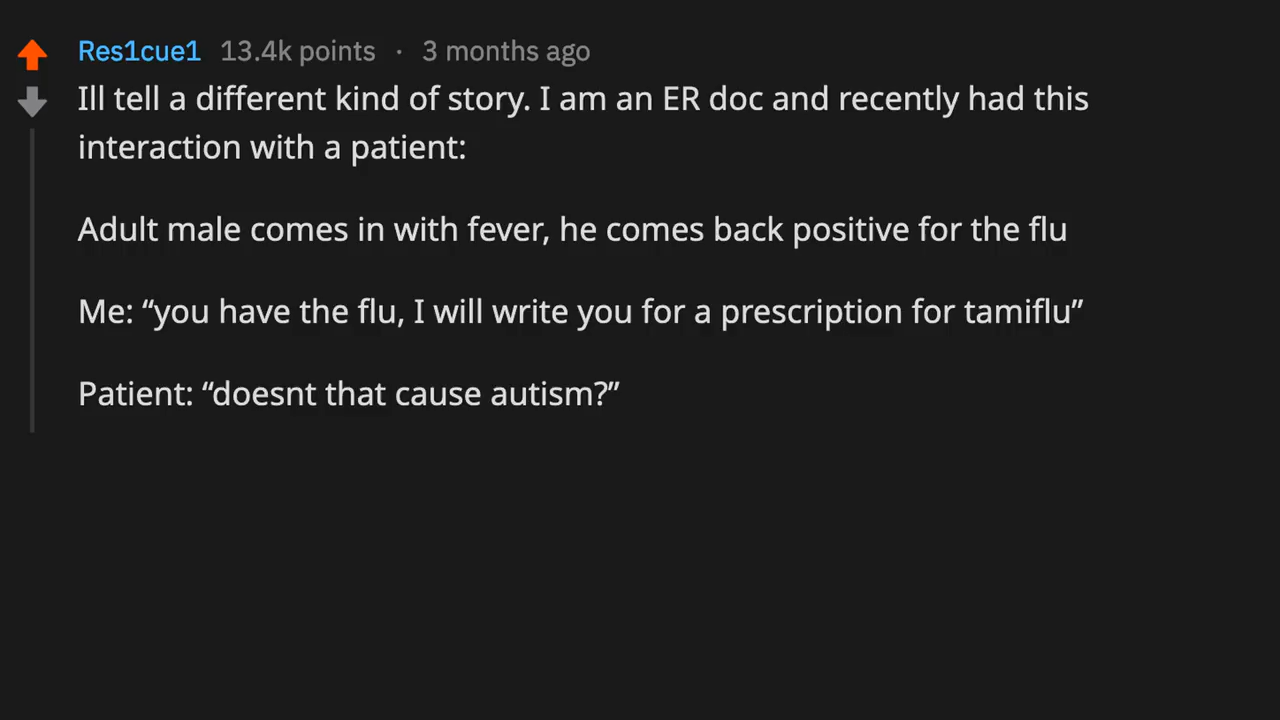 Res1cue1 13.4k points · 3 months ago
Ill tell a different kind of story. I am an ER doc and recently had this
interaction with a patient:
Adult male comes in with fever, he comes back positive for the flu
Me: “you have the flu, I will write you for a prescription for tamiflu”
Patient: “doesnt that cause autism?”